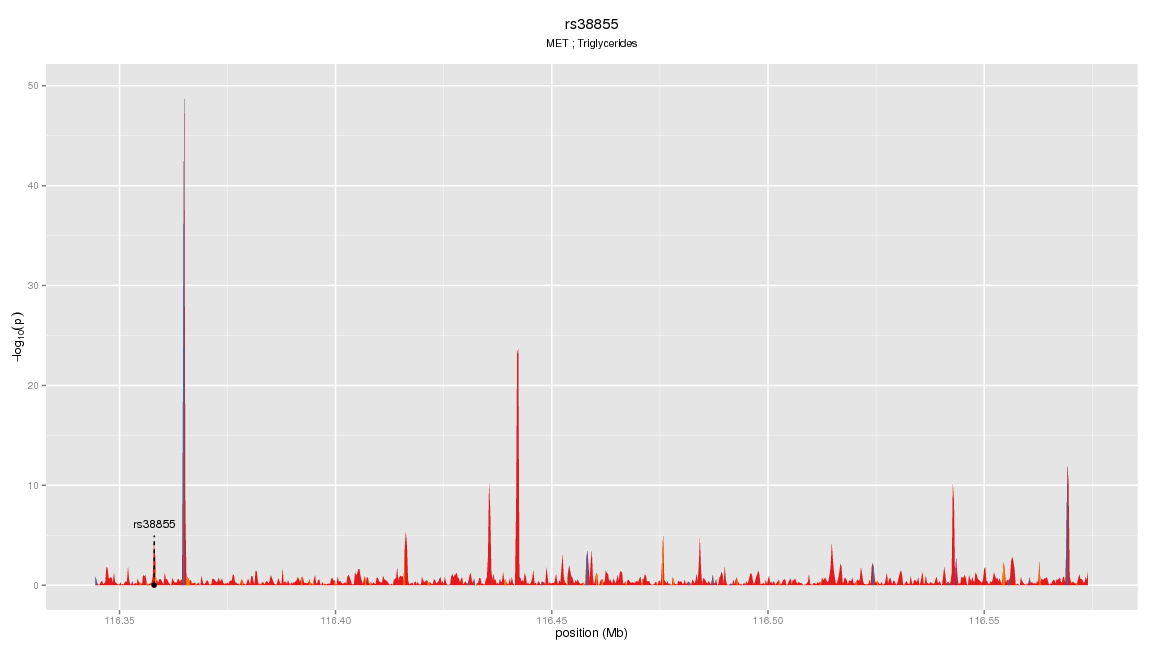 rs38855
MET ; Triglycerides
50
40
30
20
10
0
−log10(p)
rs38855
116.35
116.40
116.45
116.50
116.55
position (Mb)